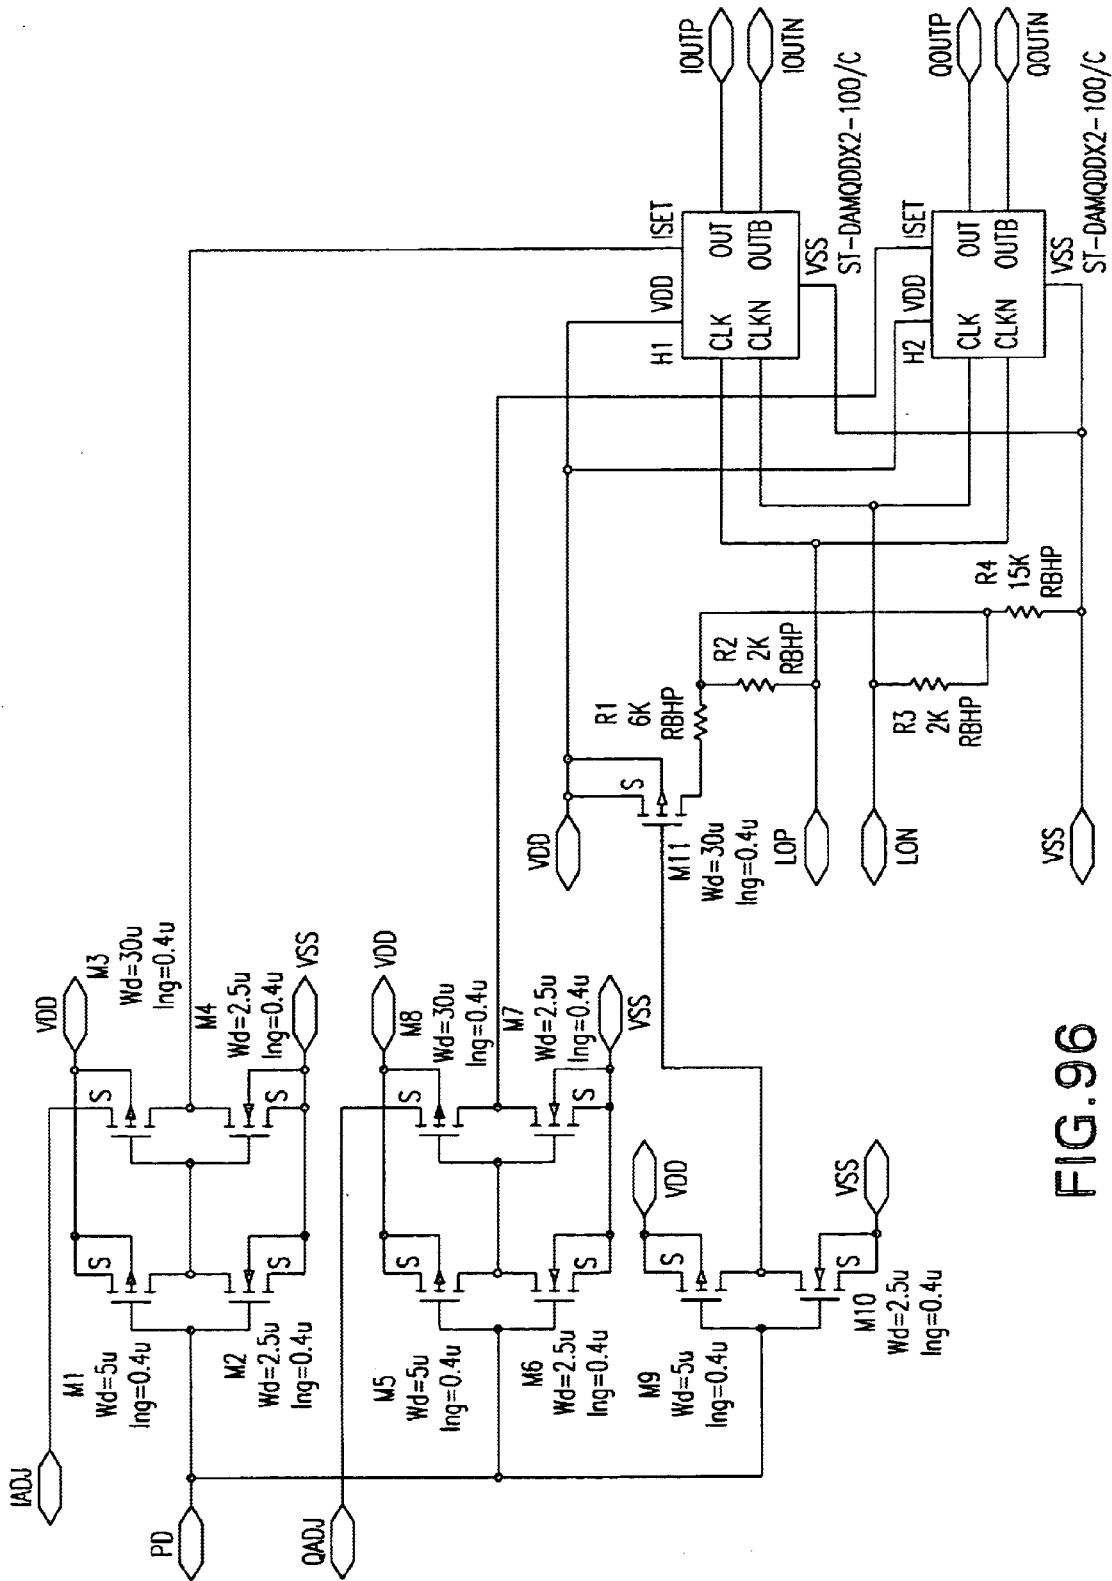 IADJ
PD
QADJ
M1
Wd=5u
lng=0.4u
M2
Wd=2.5u
lng=0.4u
S
S
VDD
M3
Wd=30u
lng=0.4u
S
M4
Wd=2.5u
lng=0.4u
S
VSS
M5
Wd=5u
lng=0.4u
S
M6
Wd=2.5u
lng=0.4u
S
VDD
M8
Wd=30u
lng=0.4u
S
M7
Wd=2.5u
lng=0.4u
S
VSS
M9
Wd=5u
lng=0.4u
S
VDD
M10
Wd=2.5u
lng=0.4u
S
VSS
VDD
S
M11
Wd=30u
lng=0.4u
LOP
LON
VSS
R1
6K
RBHP
R2
2K
RBHP
R3
2K
RBHP
R4
15K
RBHP
H1
VDD
ISET
CLK
OUT
CLKN
OUTB
VSS
ST-DAMQDDX2-100/C
IOUTP
IOUTN
H2
VDD
ISET
CLK
OUT
CLKN
OUTB
VSS
ST-DAMQDDX2-100/C
QOUTP
QOUTN
FIG.96